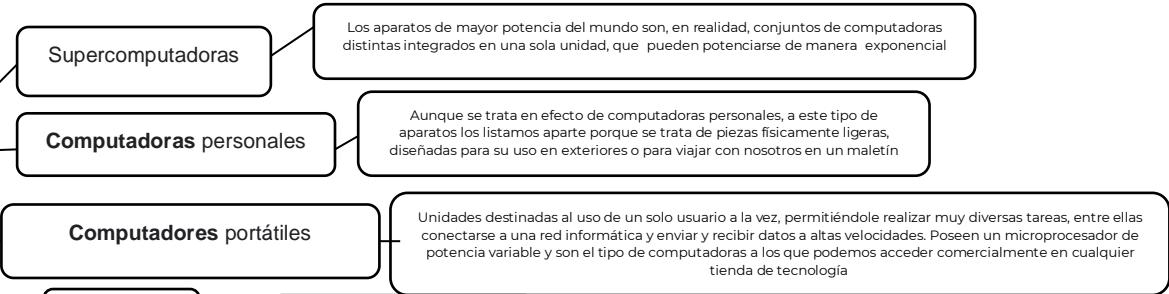 Supercomputadoras
Los aparatos de mayor potencia del mundo son, en realidad, conjuntos de computadoras
distintas integrados en una sola unidad, que pueden potenciarse de manera exponencial
Computadoras personales
Aunque se trata en efecto de computadoras personales, a este tipo de
aparatos los listamos aparte porque se trata de piezas físicamente ligeras,
diseñadas para su uso en exteriores o para viajar con nosotros en un maletín
Computadores portátiles
Unidades destinadas al uso de un solo usuario a la vez, permitiéndole realizar muy diversas tareas, entre ellas
conectarse a una red informática y enviar y recibir datos a altas velocidades. Poseen un microprocesador de
potencia variable y son el tipo de computadoras a los que podemos acceder comercialmente en cualquier
tienda de tecnología